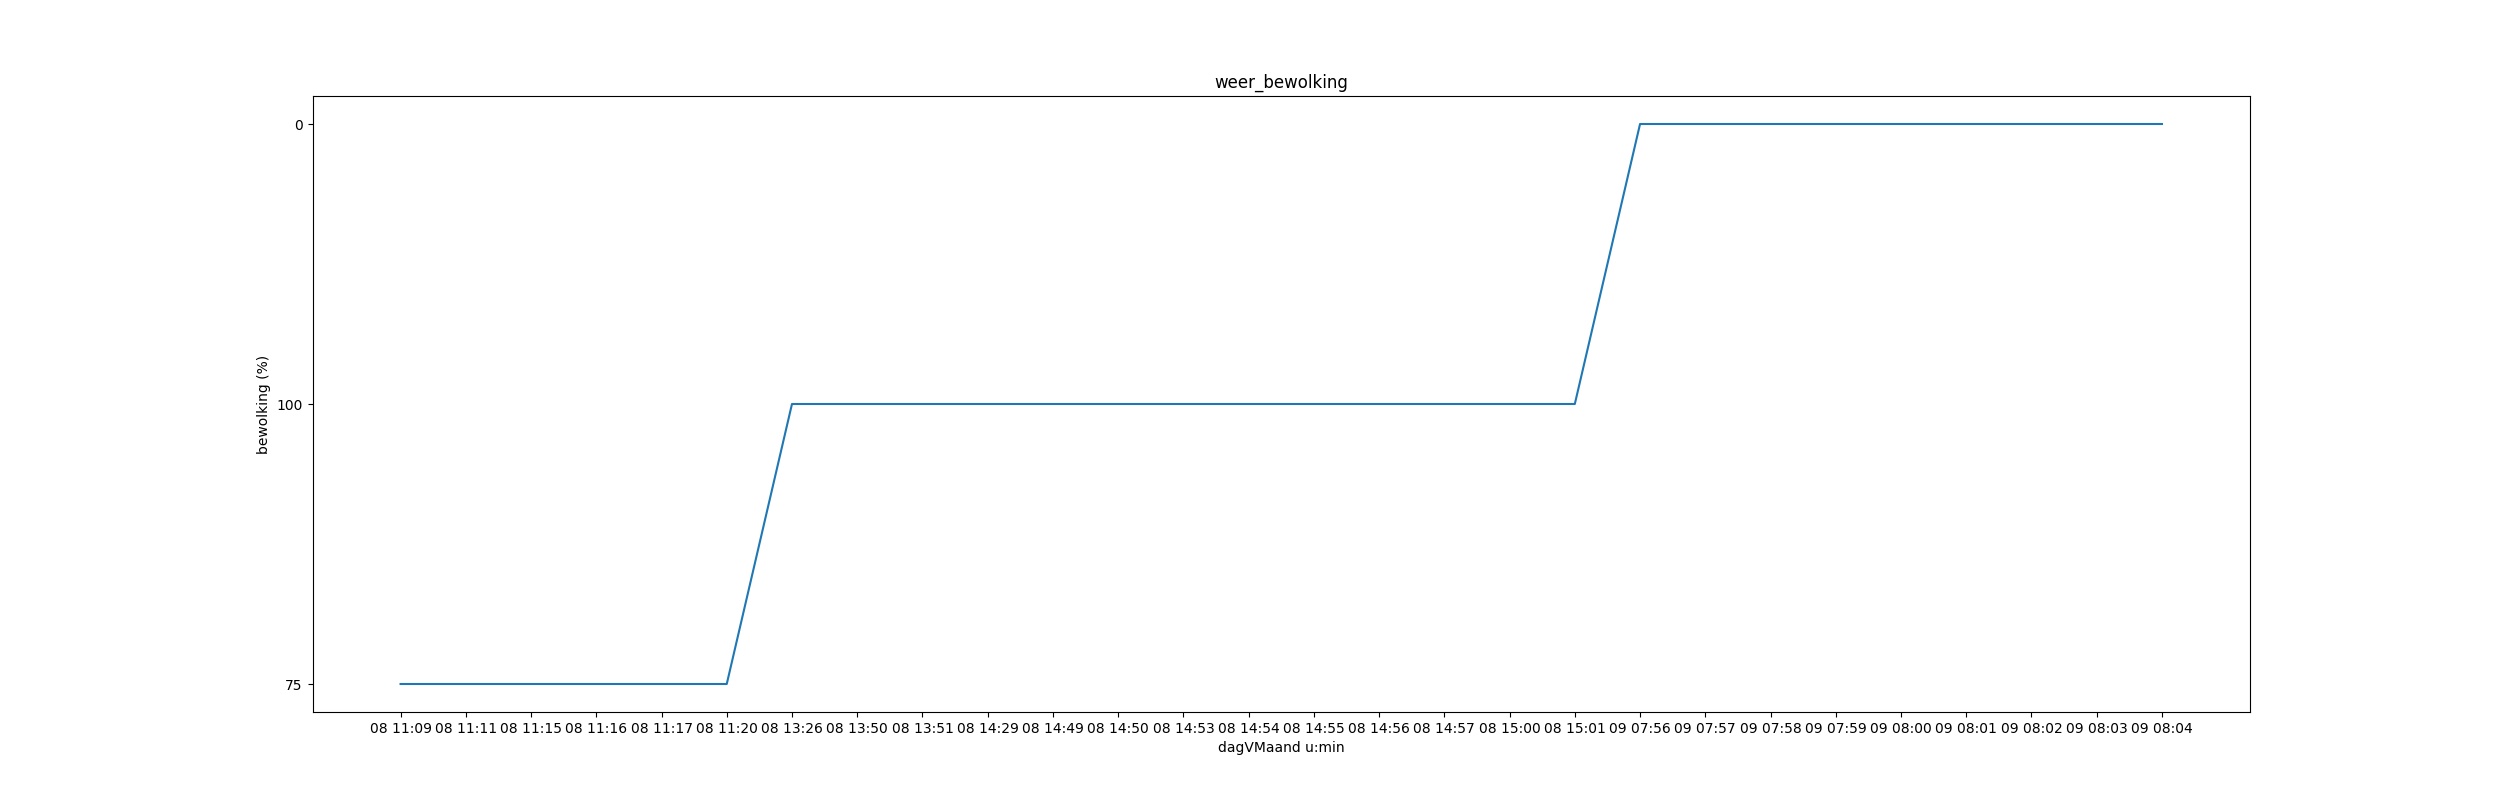 weer_bewolking
0
100
75
bewolking (%)
08 11:09 08 11:11 08 11:15 08 11:16 08 11:17 08 11:20 08 13:26 08 13:50 08 13:51 08 14:29 08 14:49 08 14:50 08 14:53 08 14:54 08 14:55 08 14:56 08 14:57 08 15:00 08 15:01 09 07:56 09 07:57 09 07:58 09 07:59 09 08:00 09 08:01 09 08:02 09 08:03 09 08:04
dagVMaand u:min